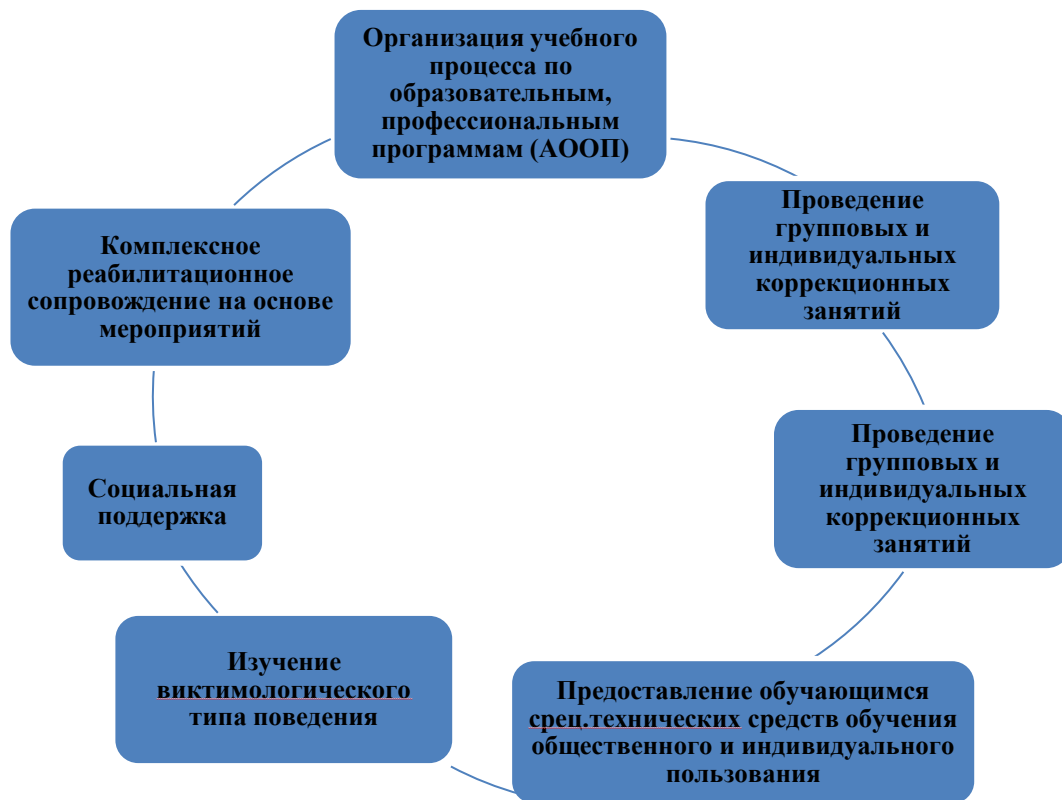 Организация учебного
процесса по
образовательным,
профессиональным
программам (АООП)
Проведение
групповых и
индивидуальных
коррекционных
занятий
Проведение
групповых и
индивидуальных
коррекционных
занятий
Предоставление обучающимся
срец.технических средств обучения
общественного и индивидуального
пользования
Изучение
виктимологического
типа поведения
Социальная
поддержка
Комплексное
реабилитационное
сопровождение на основе
мероприятий